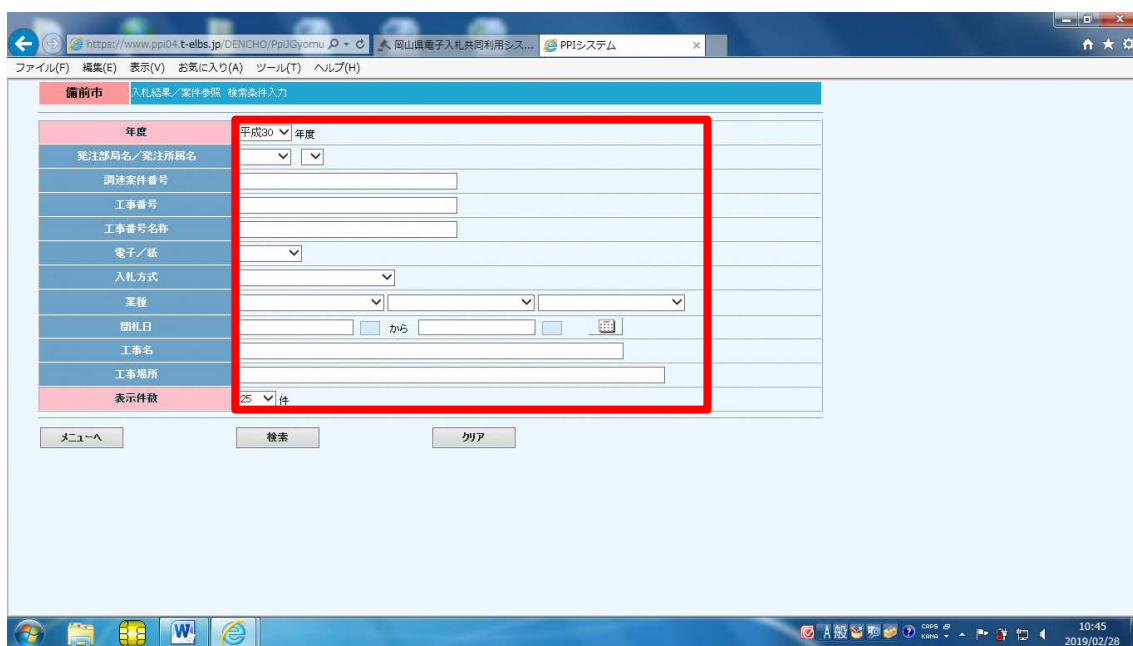 https://www.ppi04.t-elbs.jp/DENCHO/PpiJGyomu
岡山県電子入札共同利用シス...
PPIシステム
ファイル(F) 編集(E) 表示(V) お気に入り(A) ツール(T) ヘルプ(H)
備前市 入札結果/案件参照 検索条件入力
年度 平成30 年度
発注部局名/発注所属名
調達案件番号
工事番号
工事番号名称
電子/紙
入札方式
業種
開札日 から
工事名
工事場所
表示件数 25 件
メニューへ 検索 クリア
A 般 CAPS KANA 10:45
2019/02/28